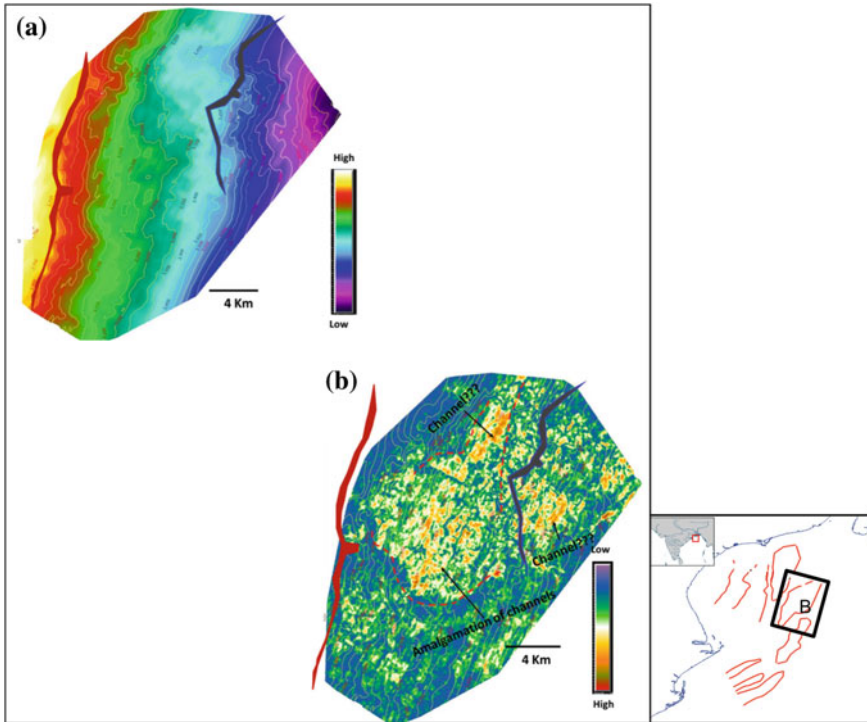 (a)
High
Low
4 Km
(b)
Channel???
Channel???
Amalgamation of channels
Low
High
4 Km
B